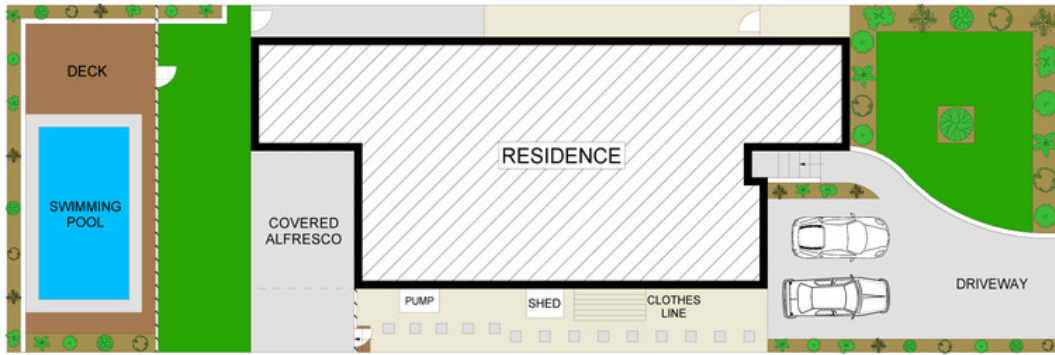 DECK
SWIMMING
POOL
COVERED
ALFRESCO
RESIDENCE
PUMP
SHED
CLOTHES
LINE
DRIVEWAY